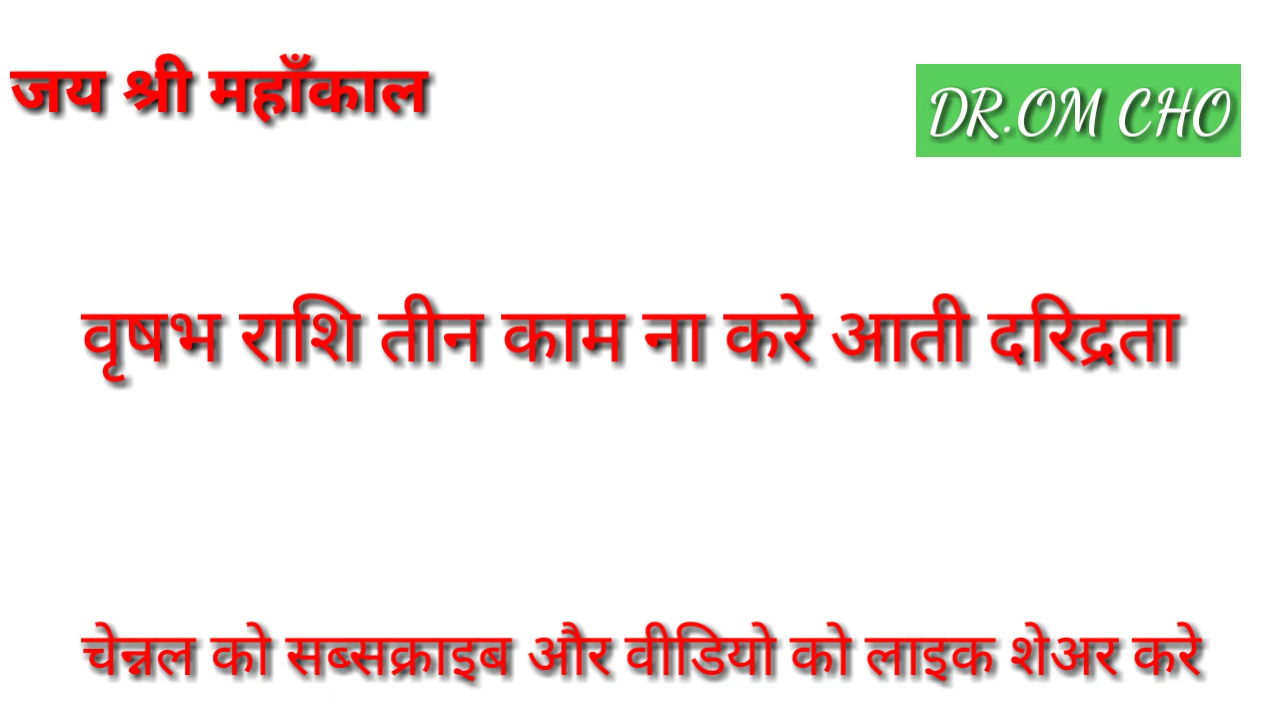 जय श्री महाँकाल
DR.OM CHO
वृषभ राशि तीन काम ना करे आती दरिद्रता
चेन्नल को सब्सक्राइब और वीडियो को लाइक शेअर करे